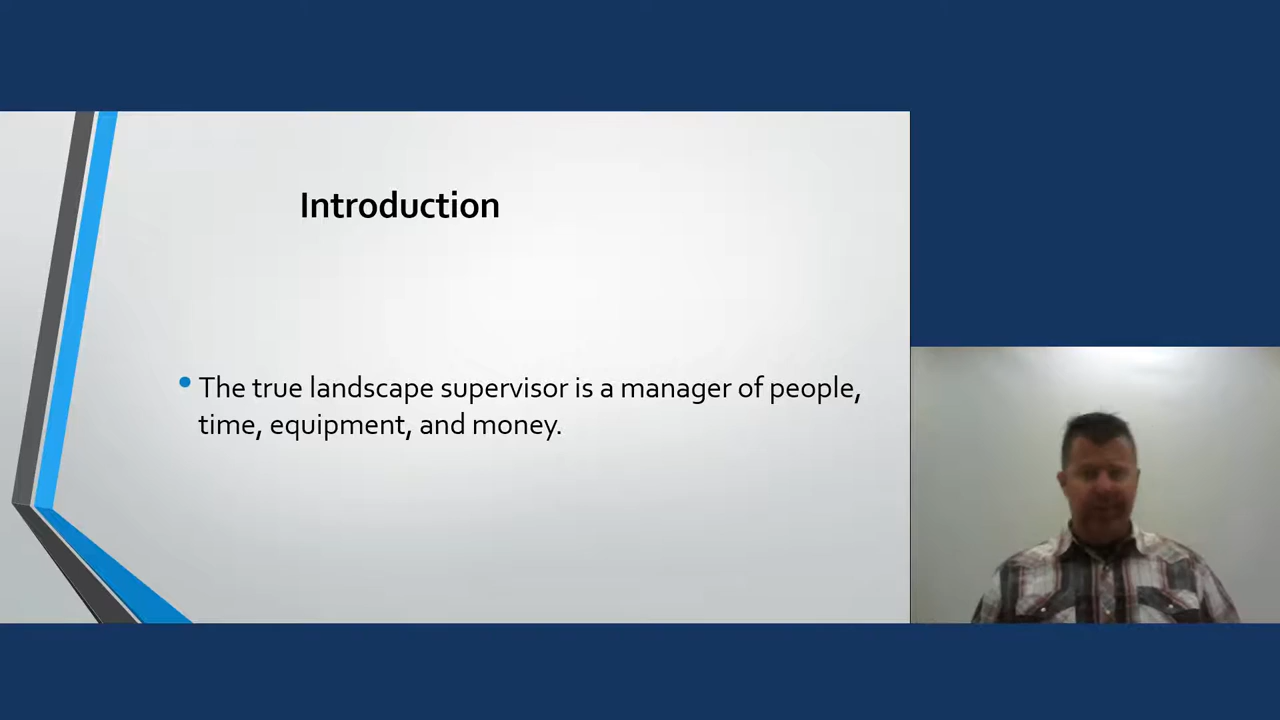 Introduction
The true landscape supervisor is a manager of people,
time, equipment, and money.